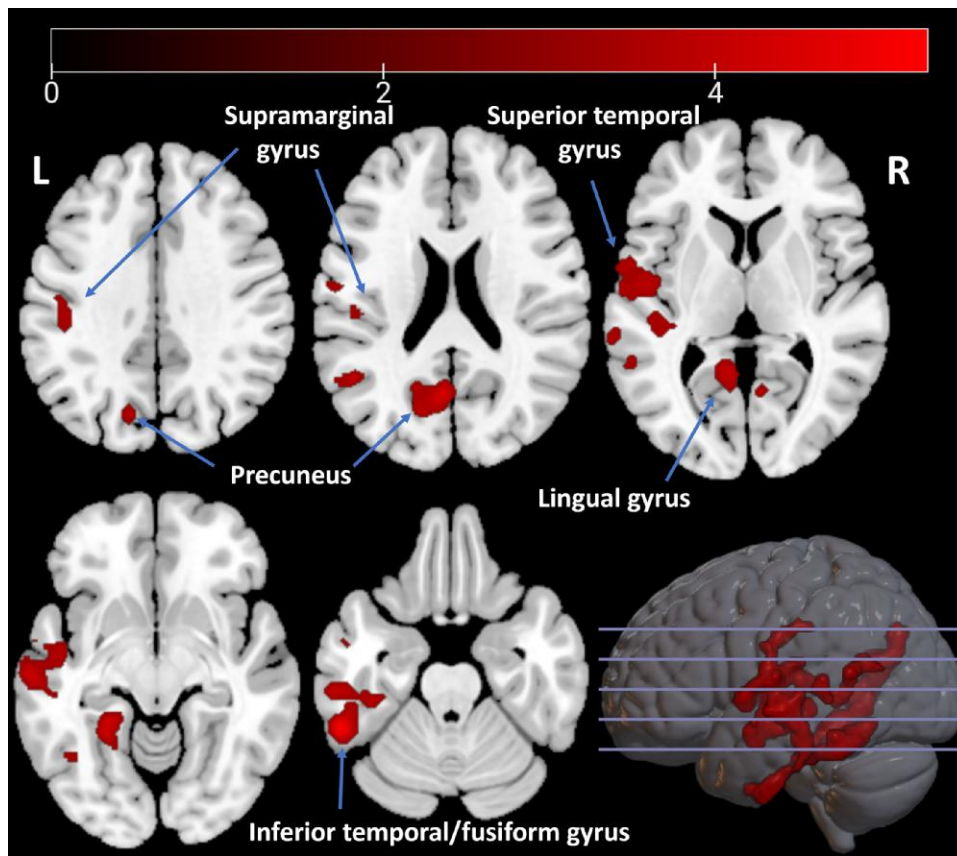 0 2 4
Supramarginal
gyrus
Superior temporal
gyrus
L
R
Precuneus
Lingual gyrus
Inferior temporal/fusiform gyrus